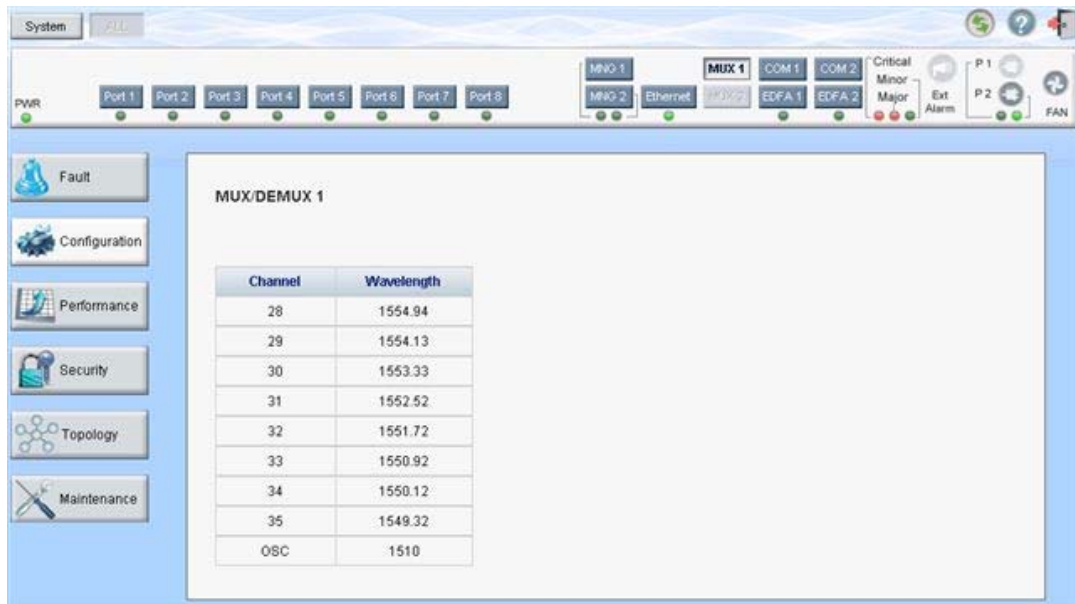 System ALL
MNG 1 MUX 1 COM 1 COM 2 Critical P 1
Minor
PWR Port 1 Port 2 Port 3 Port 4 Port 5 Port 6 Port 7 Port 8 MNG 2 Ethernet EDFA 1 EDFA 2 Major Ext Alarm P 2 FAN
Fault
Configuration
Performance
Security
Topology
Maintenance
MUX/DEMUX 1
Channel Wavelength
28 1554.94
29 1554.13
30 1553.33
31 1552.52
32 1551.72
33 1550.92
34 1550.12
35 1549.32
OSC 1510